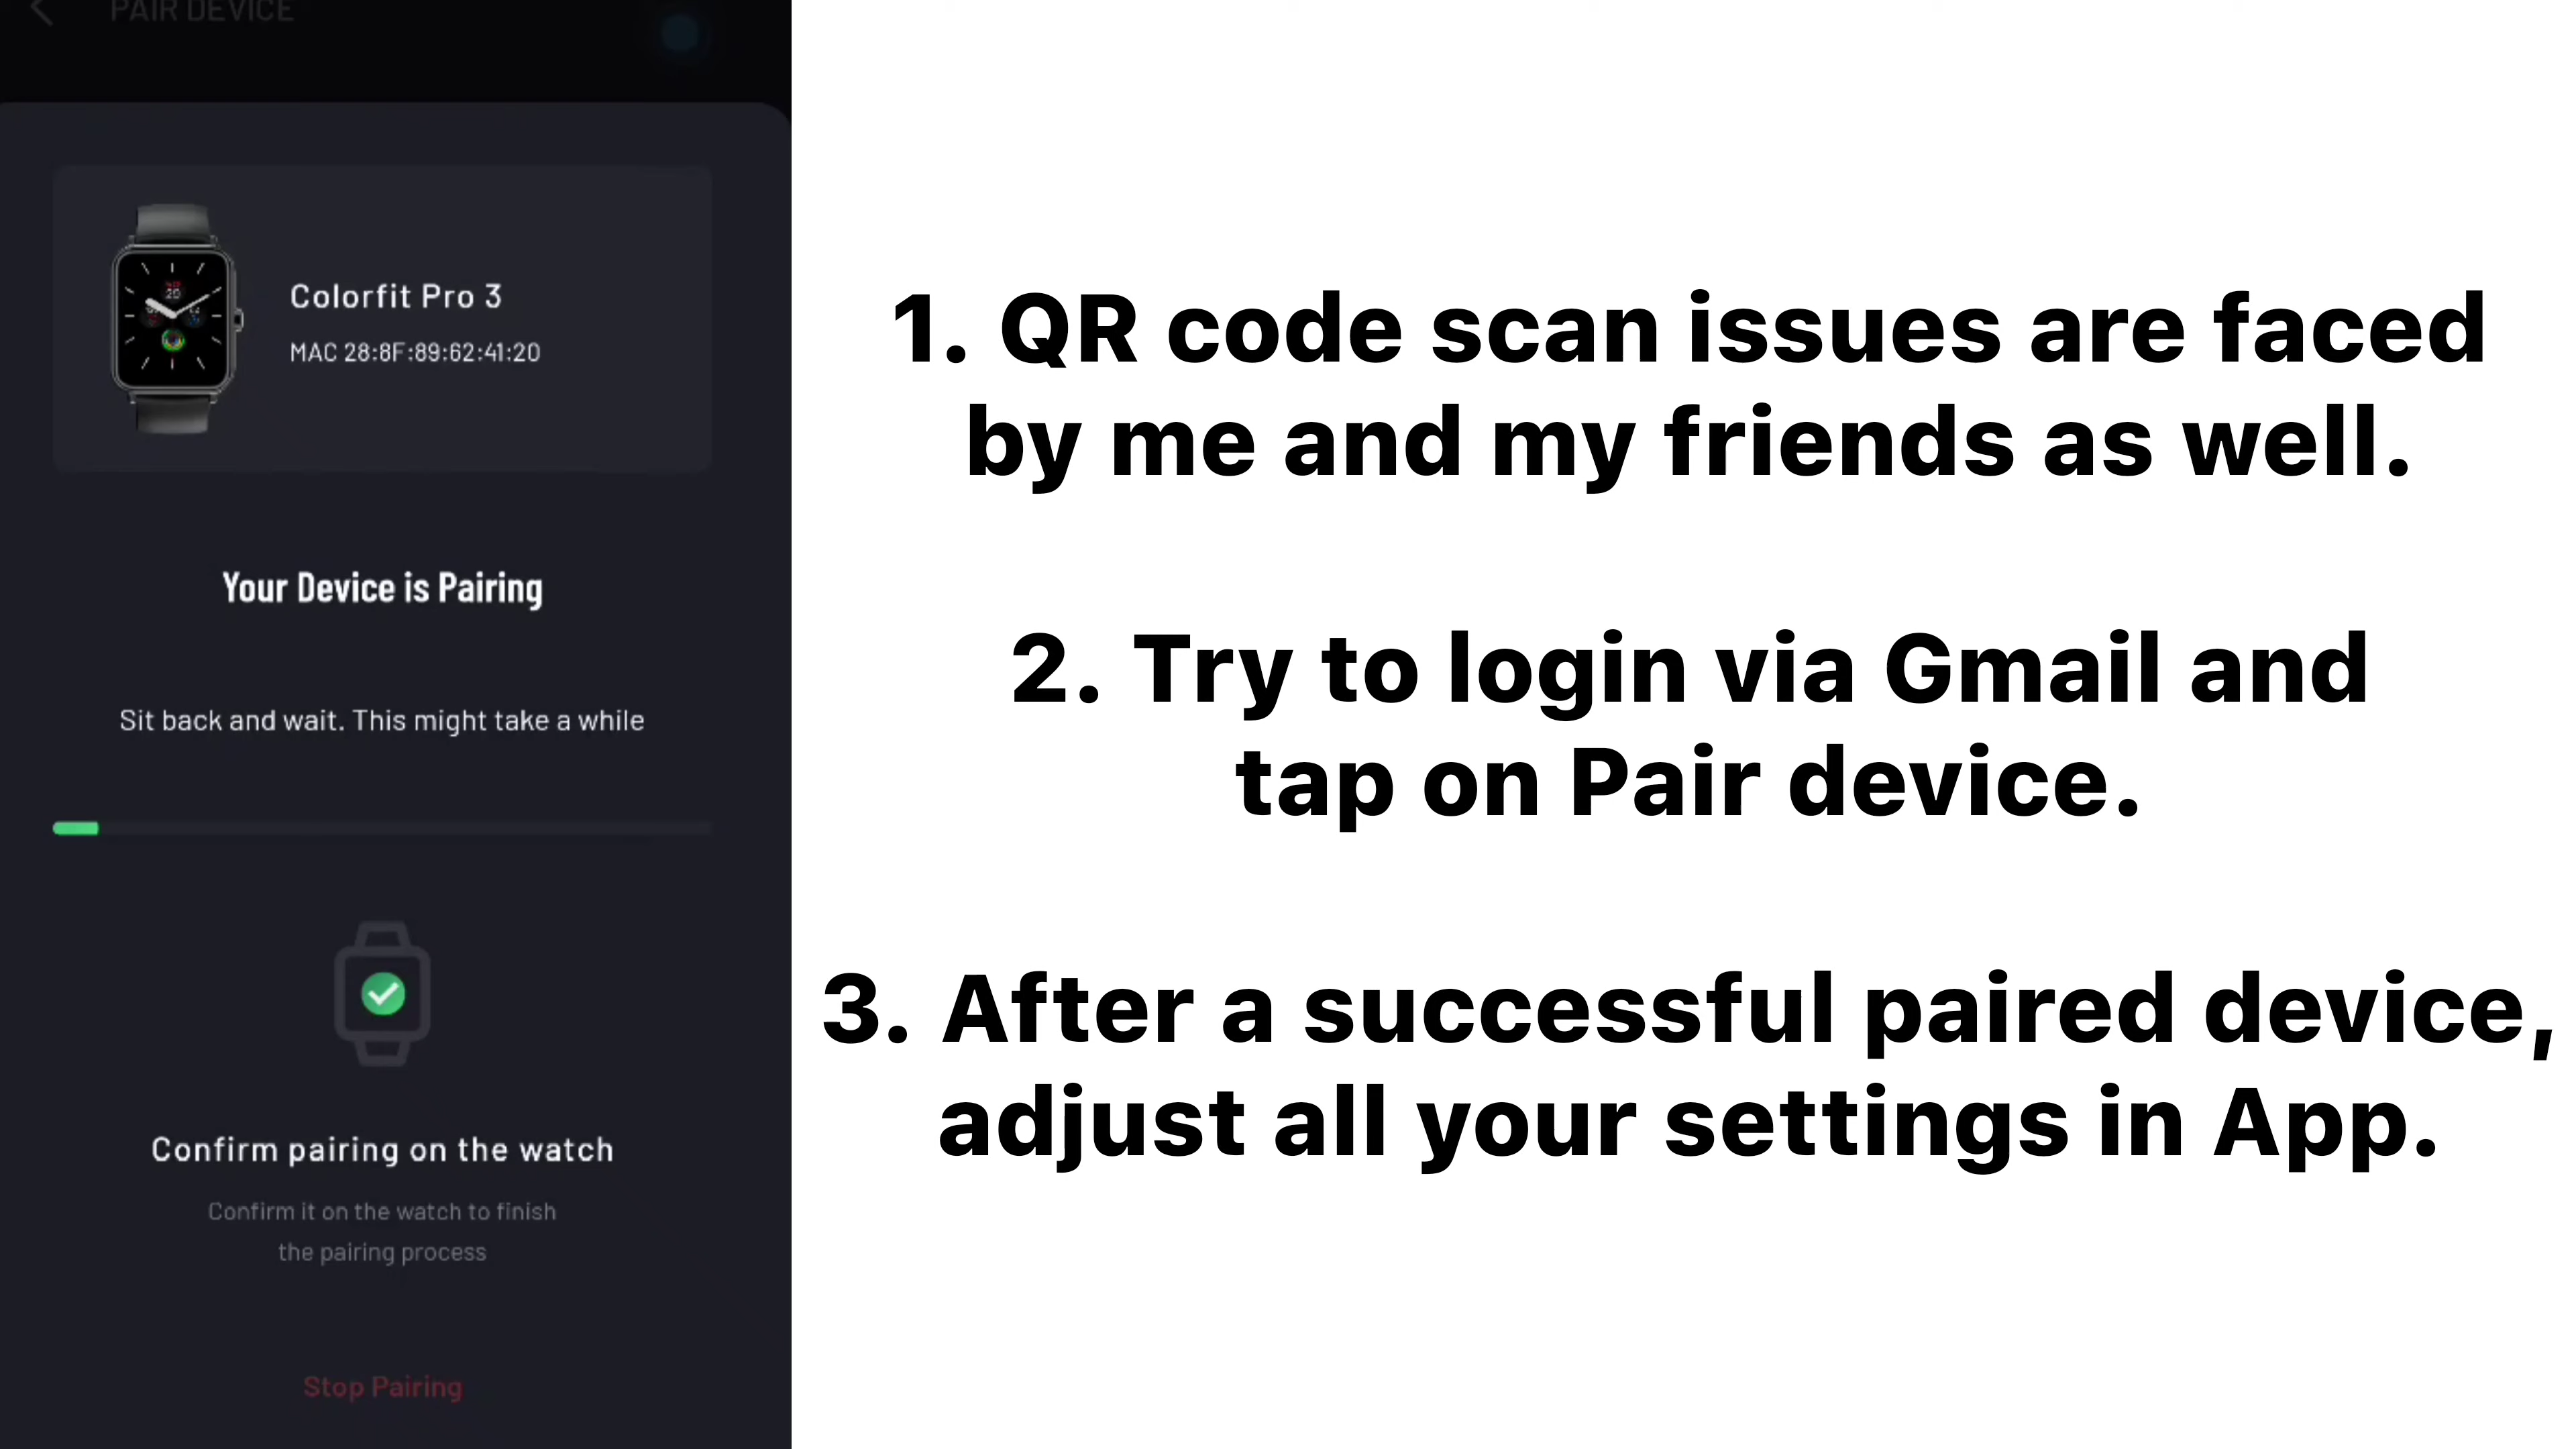 PAIR DEVICE
Colorfit Pro 3
MAC 28:8F:89:62:41:20
Your Device is Pairing
Sit back and wait. This might take a while
Confirm pairing on the watch
Confirm it on the watch to finish
the pairing process
Stop Pairing
1. QR code scan issues are faced
by me and my friends as well.
2. Try to login via Gmail and
tap on Pair device.
3. After a successful paired device,
adjust all your settings in App.